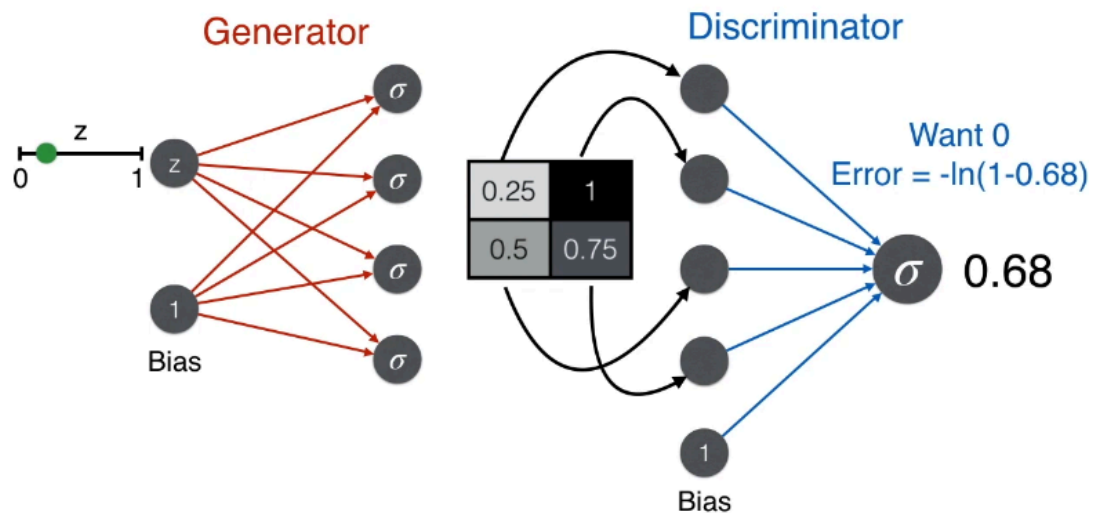 Generator
Discriminator
z
0
1
z
1
Bias
σ
σ
σ
σ
0.25 1
0.5 0.75
1
Bias
Want 0
Error = -ln(1-0.68)
σ
0.68